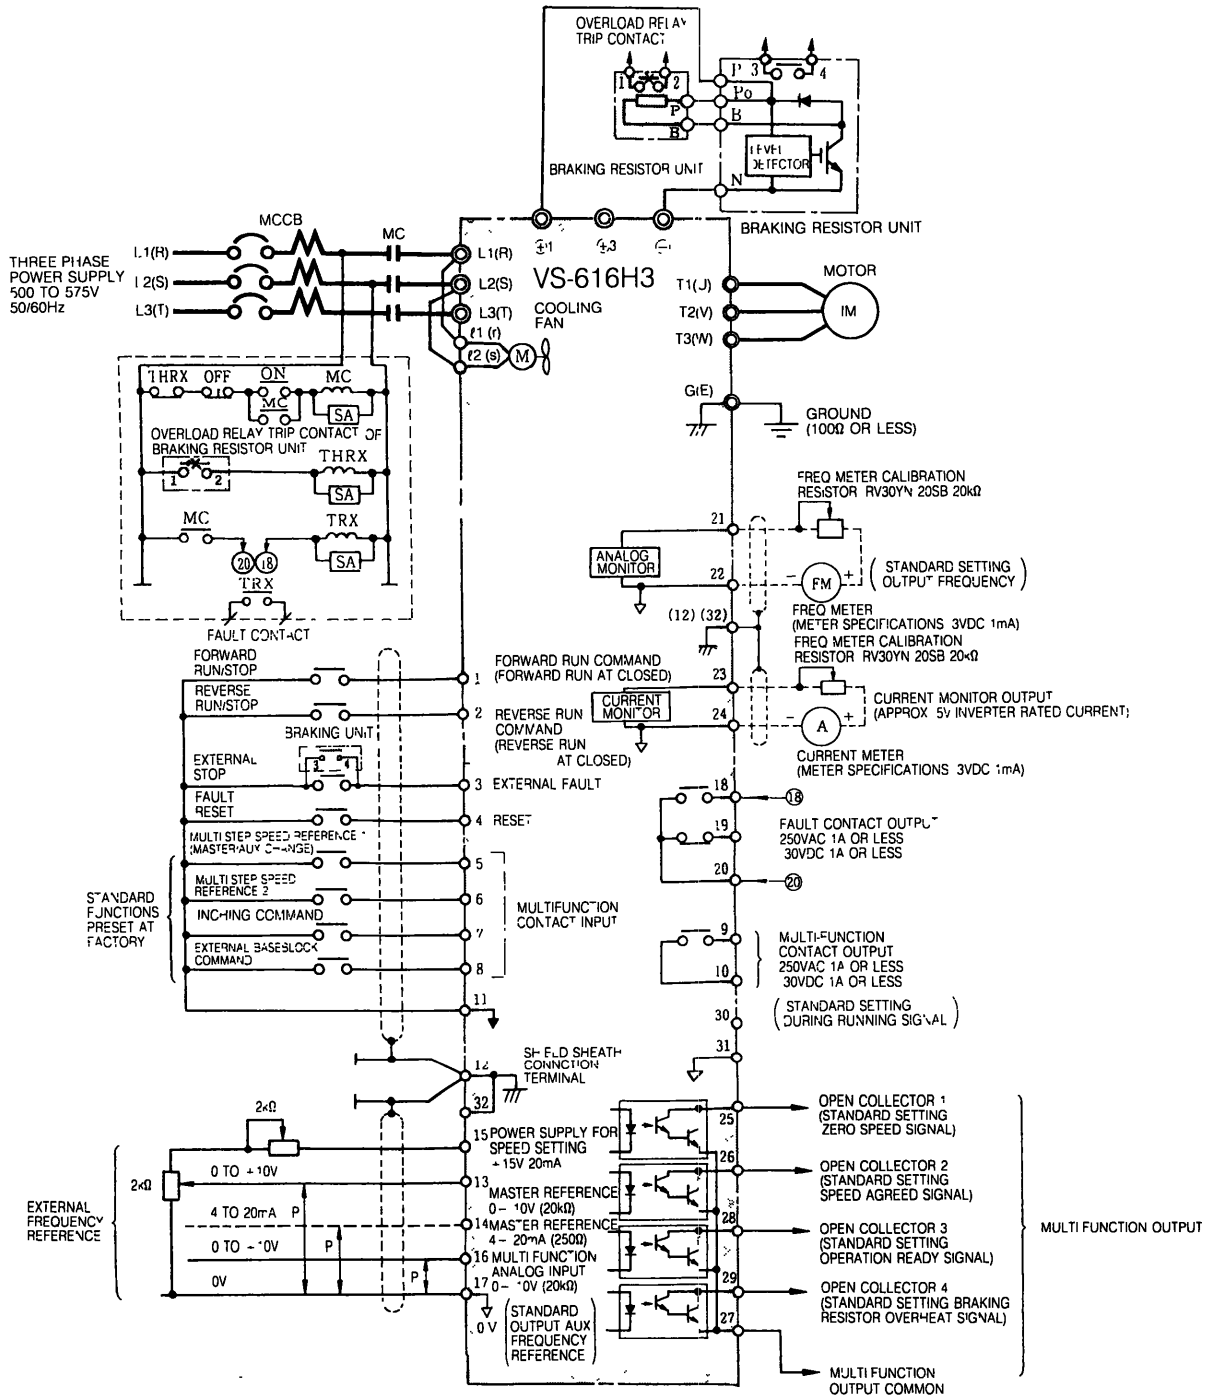 OVERLOAD RELAY
TRIP CONTACT
1
2
P
B
P
3
4
Po
B
LEVEL
DETECTOR
N
BRAKING RESISTOR UNIT
BRAKING RESISTOR UNIT
MCCB
MC
THREE PHASE
POWER SUPPLY
500 TO 575V
50/60Hz
L1(R)
L2(S)
L3(T)
L1(R)
L2(S)
L3(T)
ℓ1 (r)
ℓ2 (s)
VS-616H3
COOLING
FAN
M
T1(U)
T2(V)
T3(W)
MOTOR
IM
G(E)
GROUND
(100Ω OR LESS)
THRX
OFF
ON
MC
MC
SA
OVERLOAD RELAY TRIP CONTACT OF
BRAKING RESISTOR UNIT
1
2
THRX
SA
MC
20
18
TRX
SA
TRX
FAULT CONTACT
FREQ METER CALIBRATION
RESISTOR RV30YN 20SB 20kΩ
21
ANALOG
MONITOR
22
- FM +
(STANDARD SETTING
OUTPUT FREQUENCY)
(12) (32)
FREQ METER
(METER SPECIFICATIONS 3VDC 1mA)
FREQ METER CALIBRATION
RESISTOR RV30YN 20SB 20kΩ
23
CURRENT
MONITOR
24
- A +
CURRENT MONITOR OUTPUT
(APPROX 5V INVERTER RATED CURRENT)
CURRENT METER
(METER SPECIFICATIONS 3VDC 1mA)
FORWARD
RUN/STOP
1
FORWARD RUN COMMAND
(FORWARD RUN AT CLOSED)
REVERSE
RUN/STOP
2
REVERSE RUN
COMMAND
(REVERSE RUN
AT CLOSED)
BRAKING UNIT
3
4
EXTERNAL
STOP
3 EXTERNAL FAULT
FAULT
RESET
4 RESET
MULTI STEP SPEED REFERENCE 1
(MASTER/AUX CHANGE)
5
MULTI STEP SPEED
REFERENCE 2
6
INCHING COMMAND
7
EXTERNAL BASEBLOCK
COMMAND
8
STANDARD
FUNCTIONS
PRESET AT
FACTORY
MULTIFUNCTION
CONTACT INPUT
11
18
18
19
20
20
FAULT CONTACT OUTPUT
250VAC 1A OR LESS
30VDC 1A OR LESS
9
10
MULTI-FUNCTION
CONTACT OUTPUT
250VAC 1A OR LESS
30VDC 1A OR LESS
(STANDARD SETTING
DURING RUNNING SIGNAL)
30
31
12
32
SHIELD SHEATH
CONNCTION
TERMINAL
EXTERNAL
FREQUENCY
REFERENCE
2kΩ
2kΩ
15 POWER SUPPLY FOR
SPEED SETTING
+15V 20mA
0 TO +10V
13
MASTER REFERENCE
0 – 10V (20kΩ)
4 TO 20mA
P
14 MASTER REFERENCE
4 – 20mA (250Ω)
0 TO +10V
P
16 MULTI FUNCTION
ANALOG INPUT
0 – 10V (20kΩ)
0V
P
17
0 V
(STANDARD
OUTPUT AUX
FREQUENCY
REFERENCE)
25
OPEN COLLECTOR 1
(STANDARD SETTING
ZERO SPEED SIGNAL)
26
OPEN COLLECTOR 2
(STANDARD SETTING
SPEED AGREED SIGNAL)
28
OPEN COLLECTOR 3
(STANDARD SETTING
OPERATION READY SIGNAL)
29
OPEN COLLECTOR 4
(STANDARD SETTING BRAKING
RESISTOR OVERHEAT SIGNAL)
27
MULTI FUNCTION
OUTPUT COMMON
MULTI FUNCTION OUTPUT